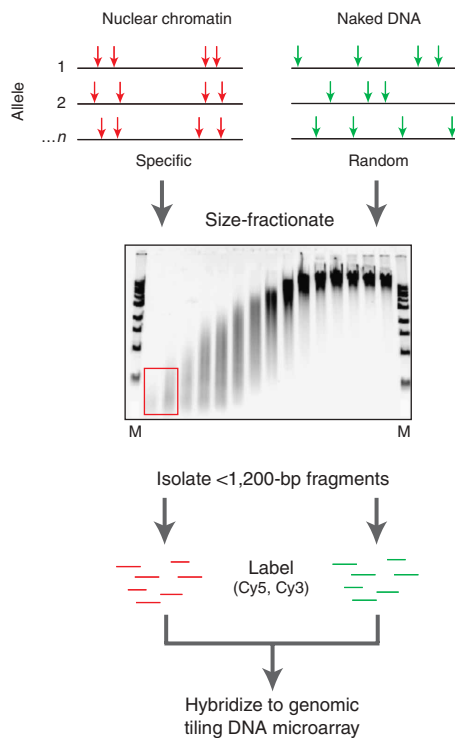 Nuclear chromatin
Naked DNA
Allele
1
2
...n
Specific
Random
Size-fractionate
M
M
Isolate <1,200-bp fragments
Label
(Cy5, Cy3)
Hybridize to genomic
tiling DNA microarray